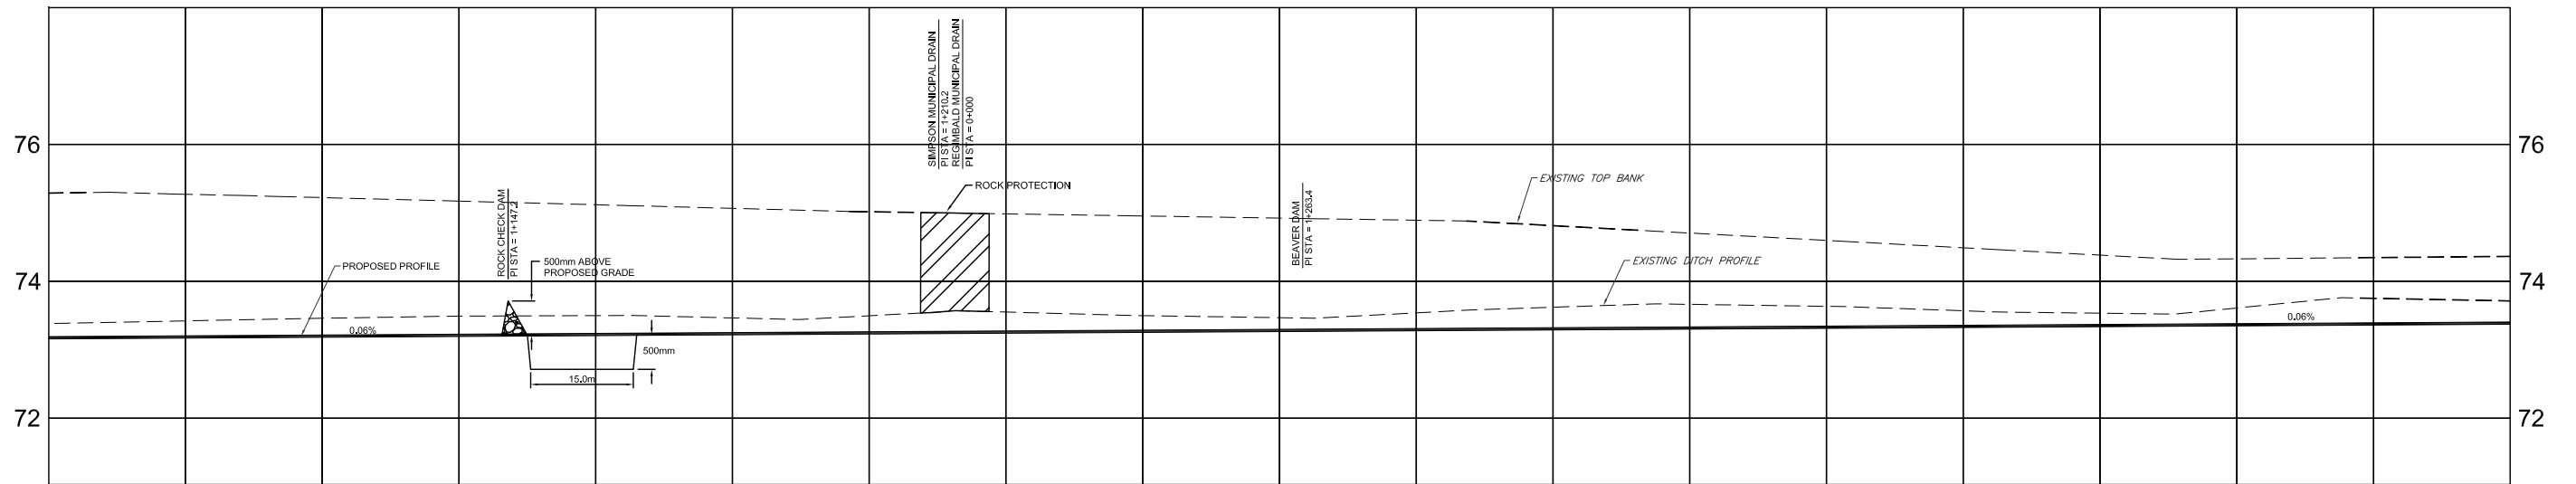 SIMPSON MUNICIPAL DRAIN
PI STA = 1+210.2
REGIMBALD MUNICIPAL DRAIN
PI STA = 0+000
76
76
ROCK PROTECTION
EXISTING TOP BANK
ROCK CHECK DAM
PI STA = 1+147.2
BEAVER DAM
PI STA = 1+263.4
PROPOSED PROFILE
500mm ABOVE
PROPOSED GRADE
EXISTING DITCH PROFILE
74
74
0.06%
0.06%
500mm
15.0m
72
72